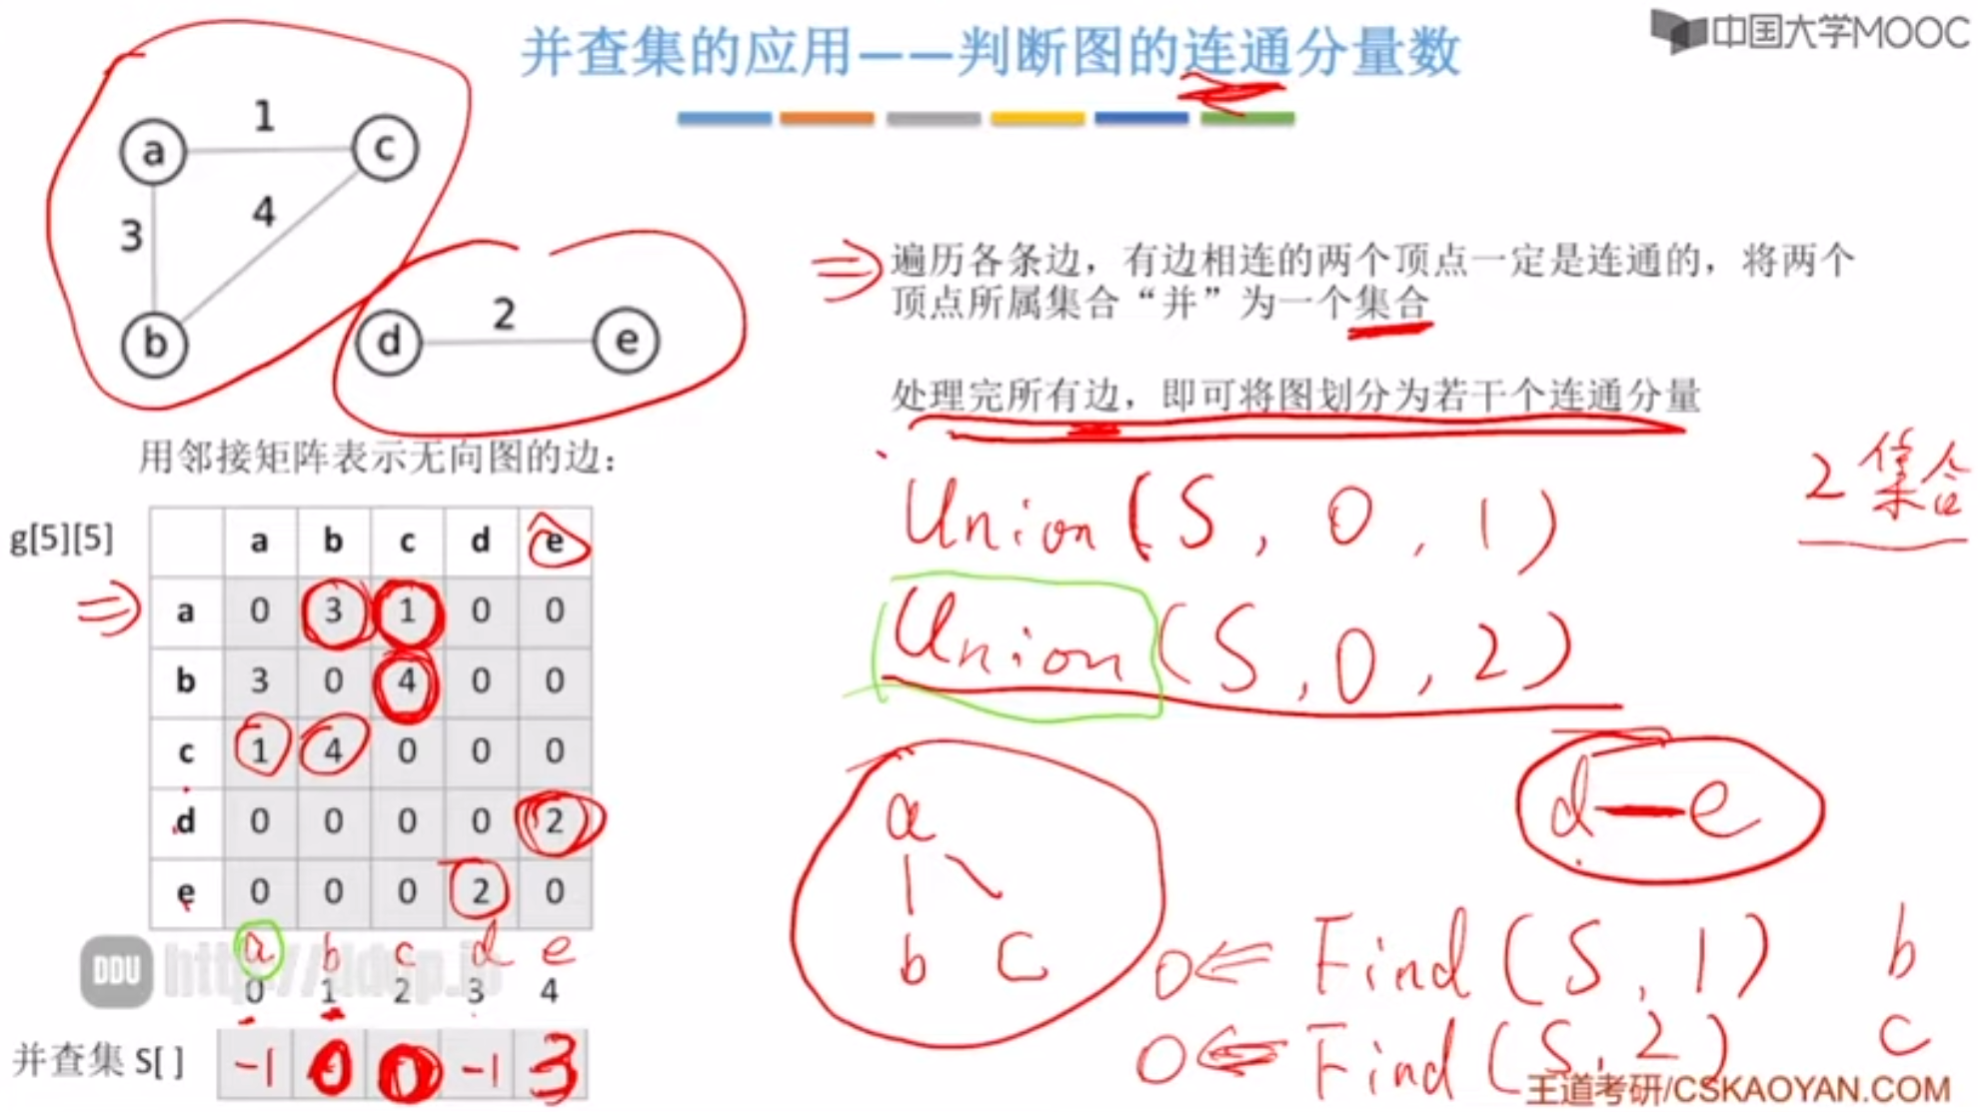 并查集的应用——判断图的连通分量数
中国大学MOOC
a 1 c
3 4
b d 2 e
遍历各条边，有边相连的两个顶点一定是连通的，将两个
顶点所属集合“并”为一个集合
处理完所有边，即可将图划分为若干个连通分量
用邻接矩阵表示无向图的边：
g[5][5] a b c d e
a 0 3 1 0 0
b 3 0 4 0 0
c 1 4 0 0 0
d 0 0 0 0 2
e 0 0 0 2 0
a b c d e
0 1 2 3 4
并查集 S[ ] -1 0 0 -1 3
Union(S, 0, 1)
2集合
Union(S, 0, 2)
a
b c
d—e
0⇐ Find(S, 1) b
0⇐ Find(S, 2) c
王道考研/CSKAOYAN.COM
DDU